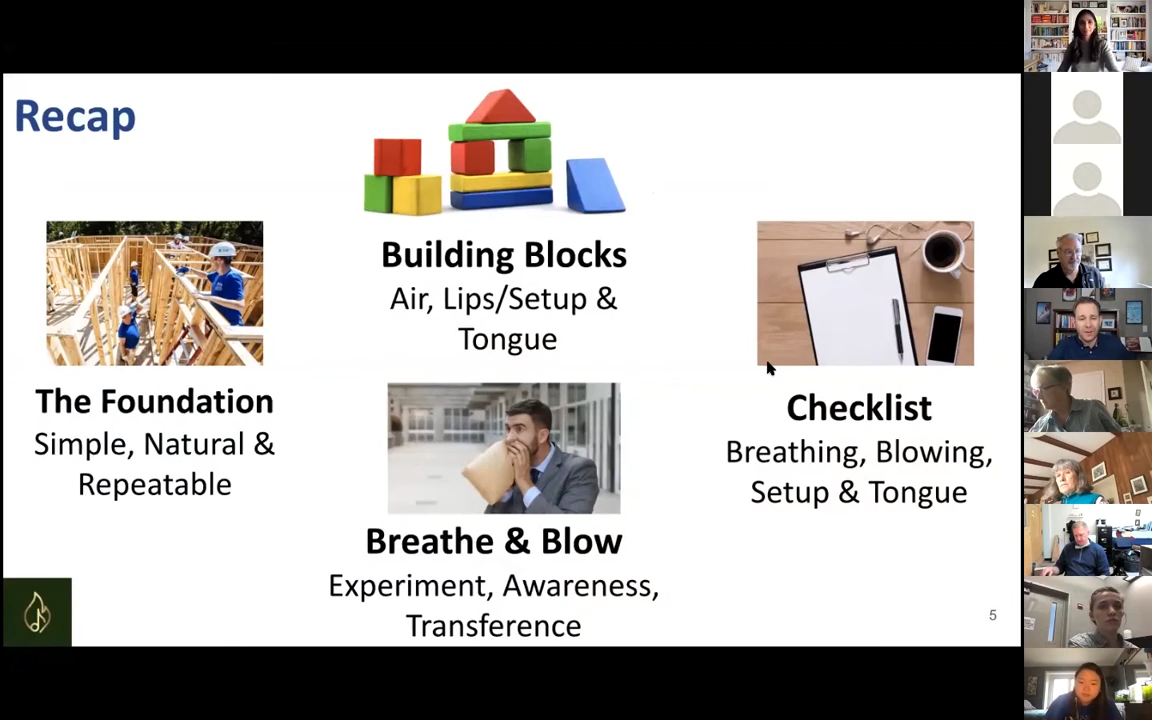 Recap
Building Blocks
Air, Lips/Setup &
Tongue
The Foundation
Simple, Natural &
Repeatable
Breathe & Blow
Experiment, Awareness,
Transference
Checklist
Breathing, Blowing,
Setup & Tongue
5